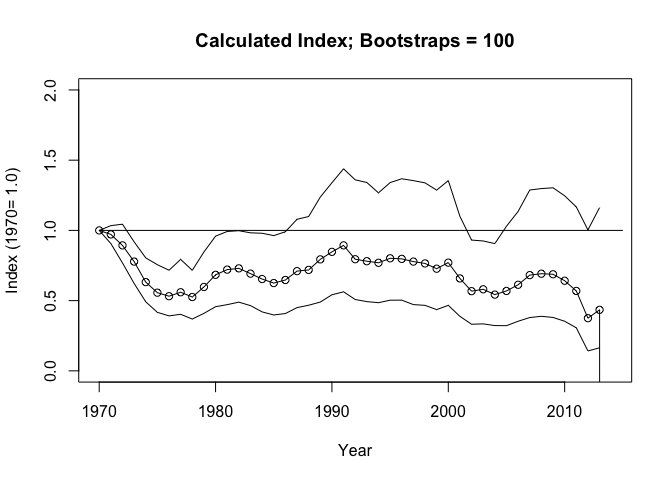 Calculated Index; Bootstraps = 100
Index (1970= 1.0)
2.0
1.5
1.0
0.5
0.0
1970 1980 1990 2000 2010
Year